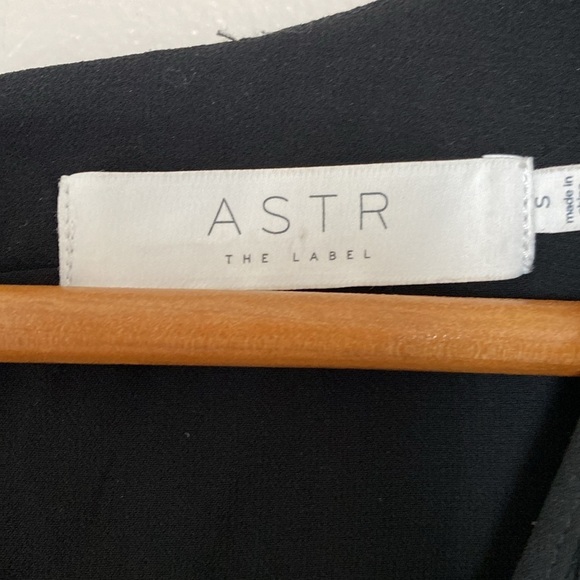 ASTR
THE LABEL
S
made in